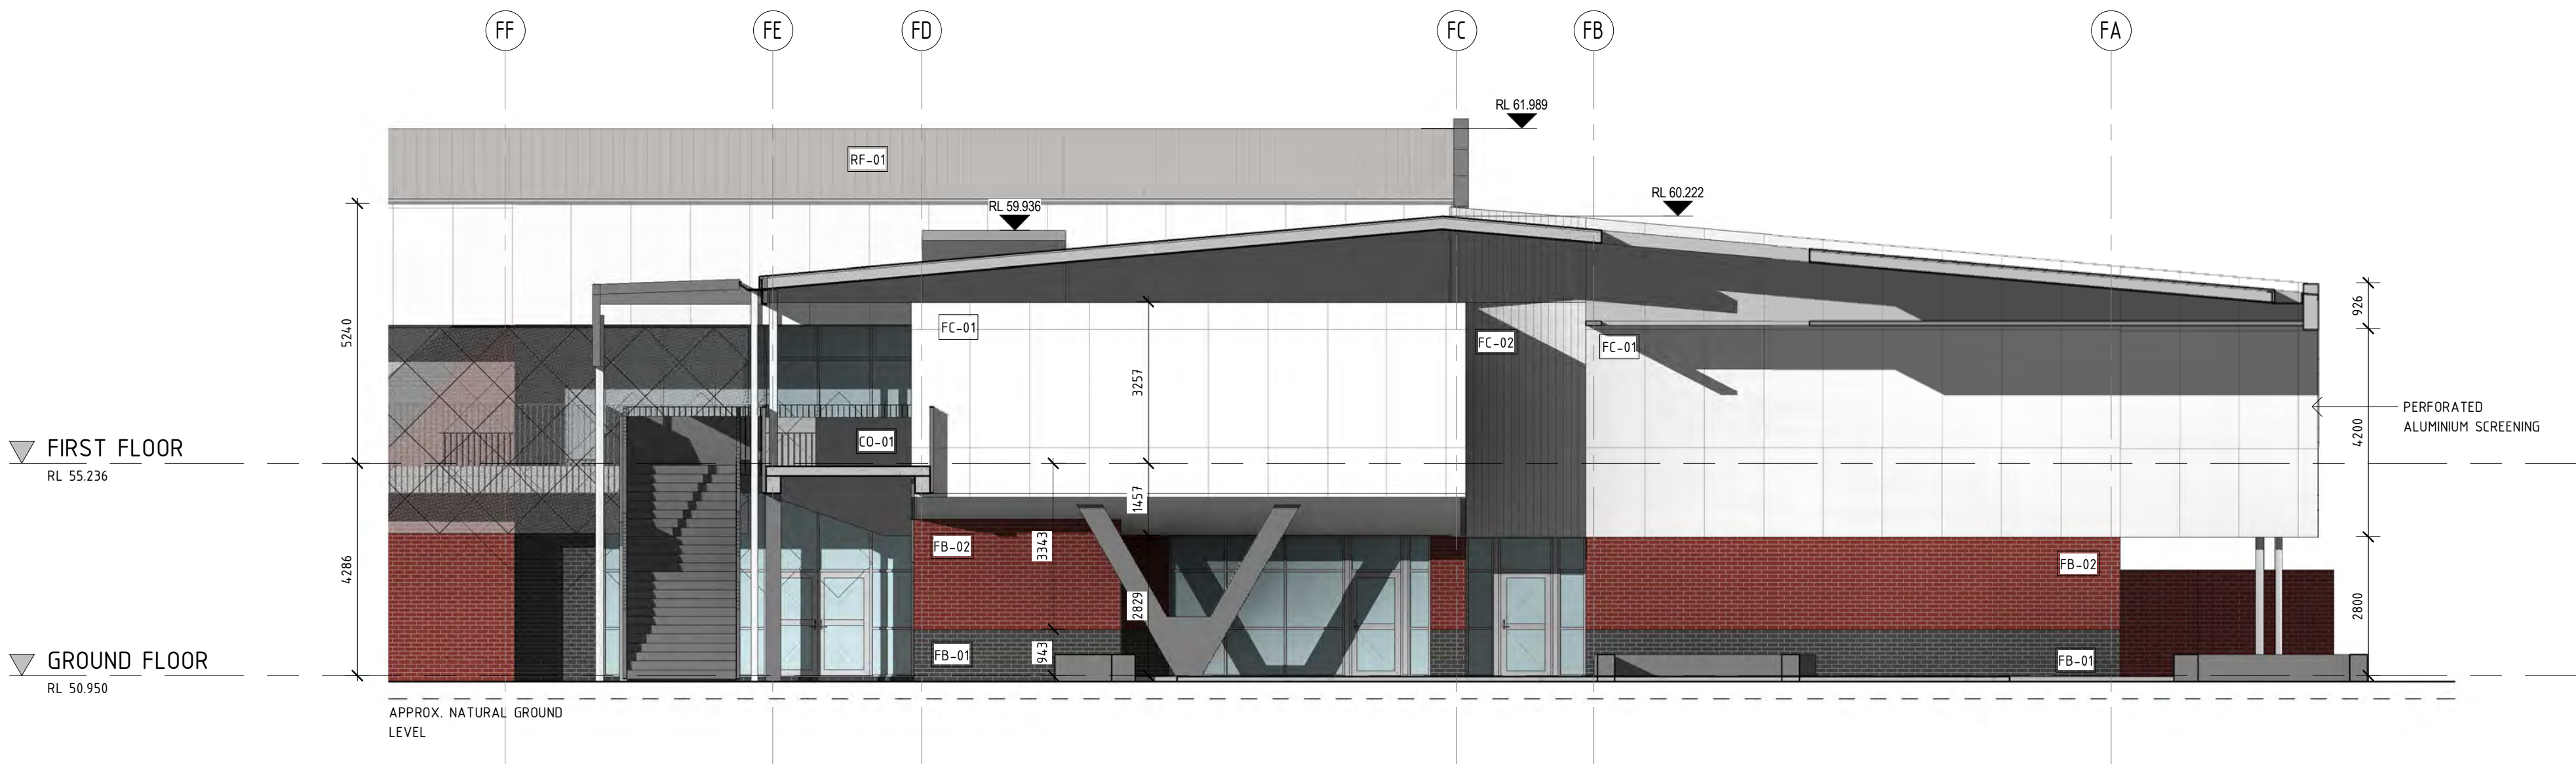 FF
FE
FD
FC
FB
FA
RL 61.989
RF-01
RL 60.222
RL 59.936
926
FC-01
5240
FC-02
FC-01
3257
PERFORATED
ALUMINIUM SCREENING
4200
CO-01
FIRST FLOOR
RL 55.236
1457
3343
FB-02
FB-02
4286
2829
2800
943
FB-01
FB-01
GROUND FLOOR
RL 50.950
APPROX. NATURAL GROUND
LEVEL